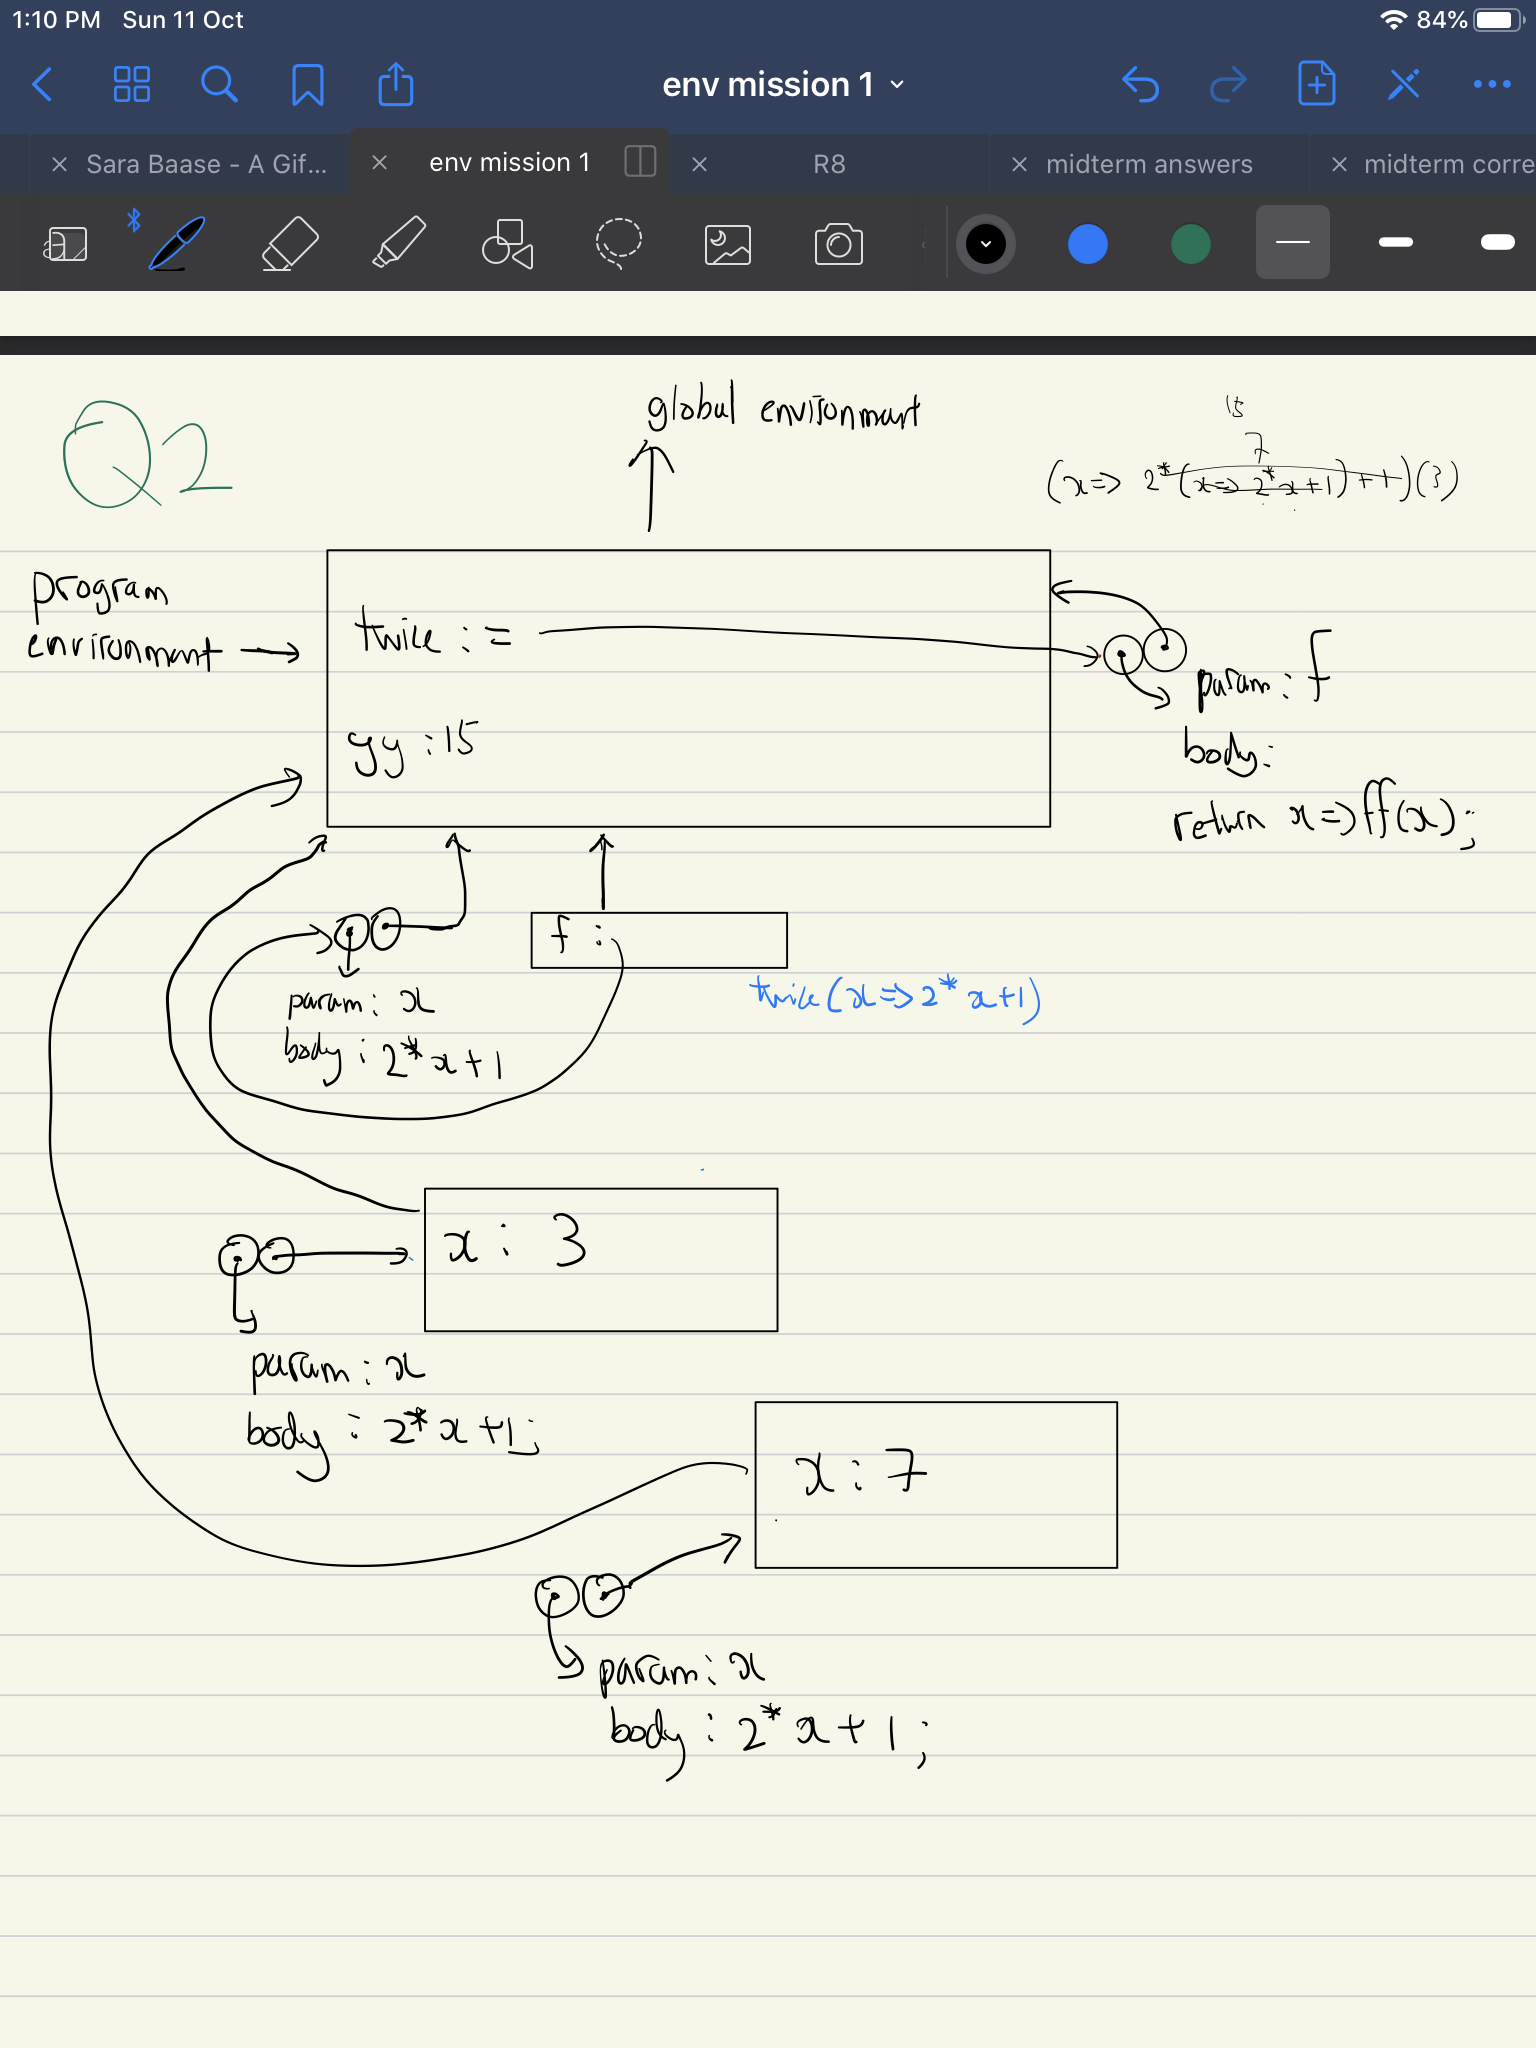 1:10 PM Sun 11 Oct 84%
env mission 1
Sara Baase - A Gif... env mission 1 R8 midterm answers midterm corre
Q2
global environment
15
7
(x => 2*(x => 2*x+1)+1)(3)
program
environment
twice :=
yy : 15
param : f
body :
return x => ff(x);
f :
twice(x => 2*x+1)
param : x
body : 2*x+1
x : 3
param : x
body : 2*x+1;
x : 7
param : x
body : 2*x+1;